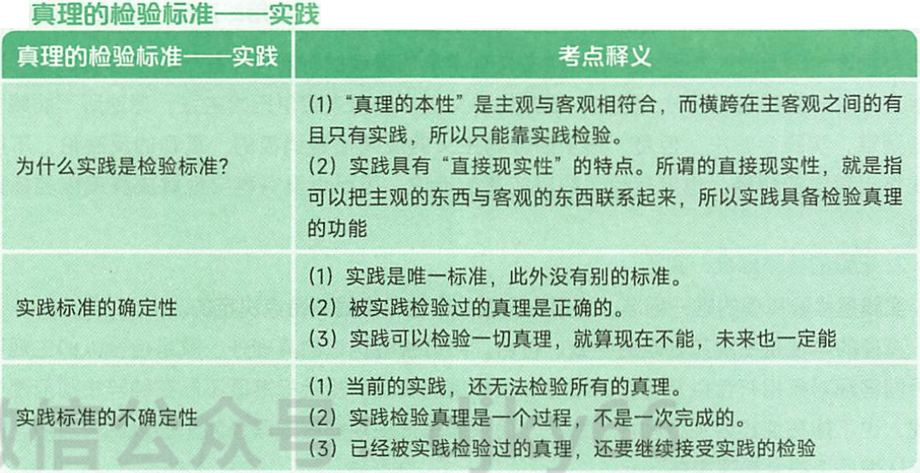 真理的检验标准——实践
真理的检验标准——实践
考点释义
为什么实践是检验标准？
（1）“真理的本性”是主观与客观相符合，而横跨在主客观之间的有
且只有实践，所以只能靠实践检验。
（2）实践具有“直接现实性”的特点。所谓的直接现实性，就是指
可以把主观的东西与客观的东西联系起来，所以实践具备检验真理
的功能
实践标准的确定性
（1）实践是唯一标准，此外没有别的标准。
（2）被实践检验过的真理是正确的。
（3）实践可以检验一切真理，就算现在不能，未来也一定能
实践标准的不确定性
（1）当前的实践，还无法检验所有的真理。
（2）实践检验真理是一个过程，不是一次完成的。
（3）已经被实践检验过的真理，还要继续接受实践的检验
微信公众号